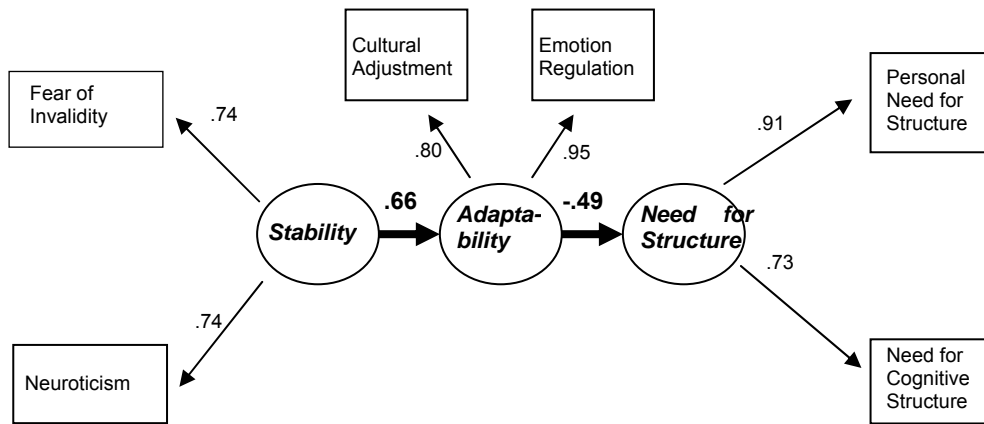 Cultural
Adjustment
Emotion
Regulation
Fear of
Invalidity
Personal
Need for
Structure
.74
.80
.95
.91
Stability
.66
Adapta-
bility
-.49
Need for
Structure
.74
.73
Neuroticism
Need for
Cognitive
Structure